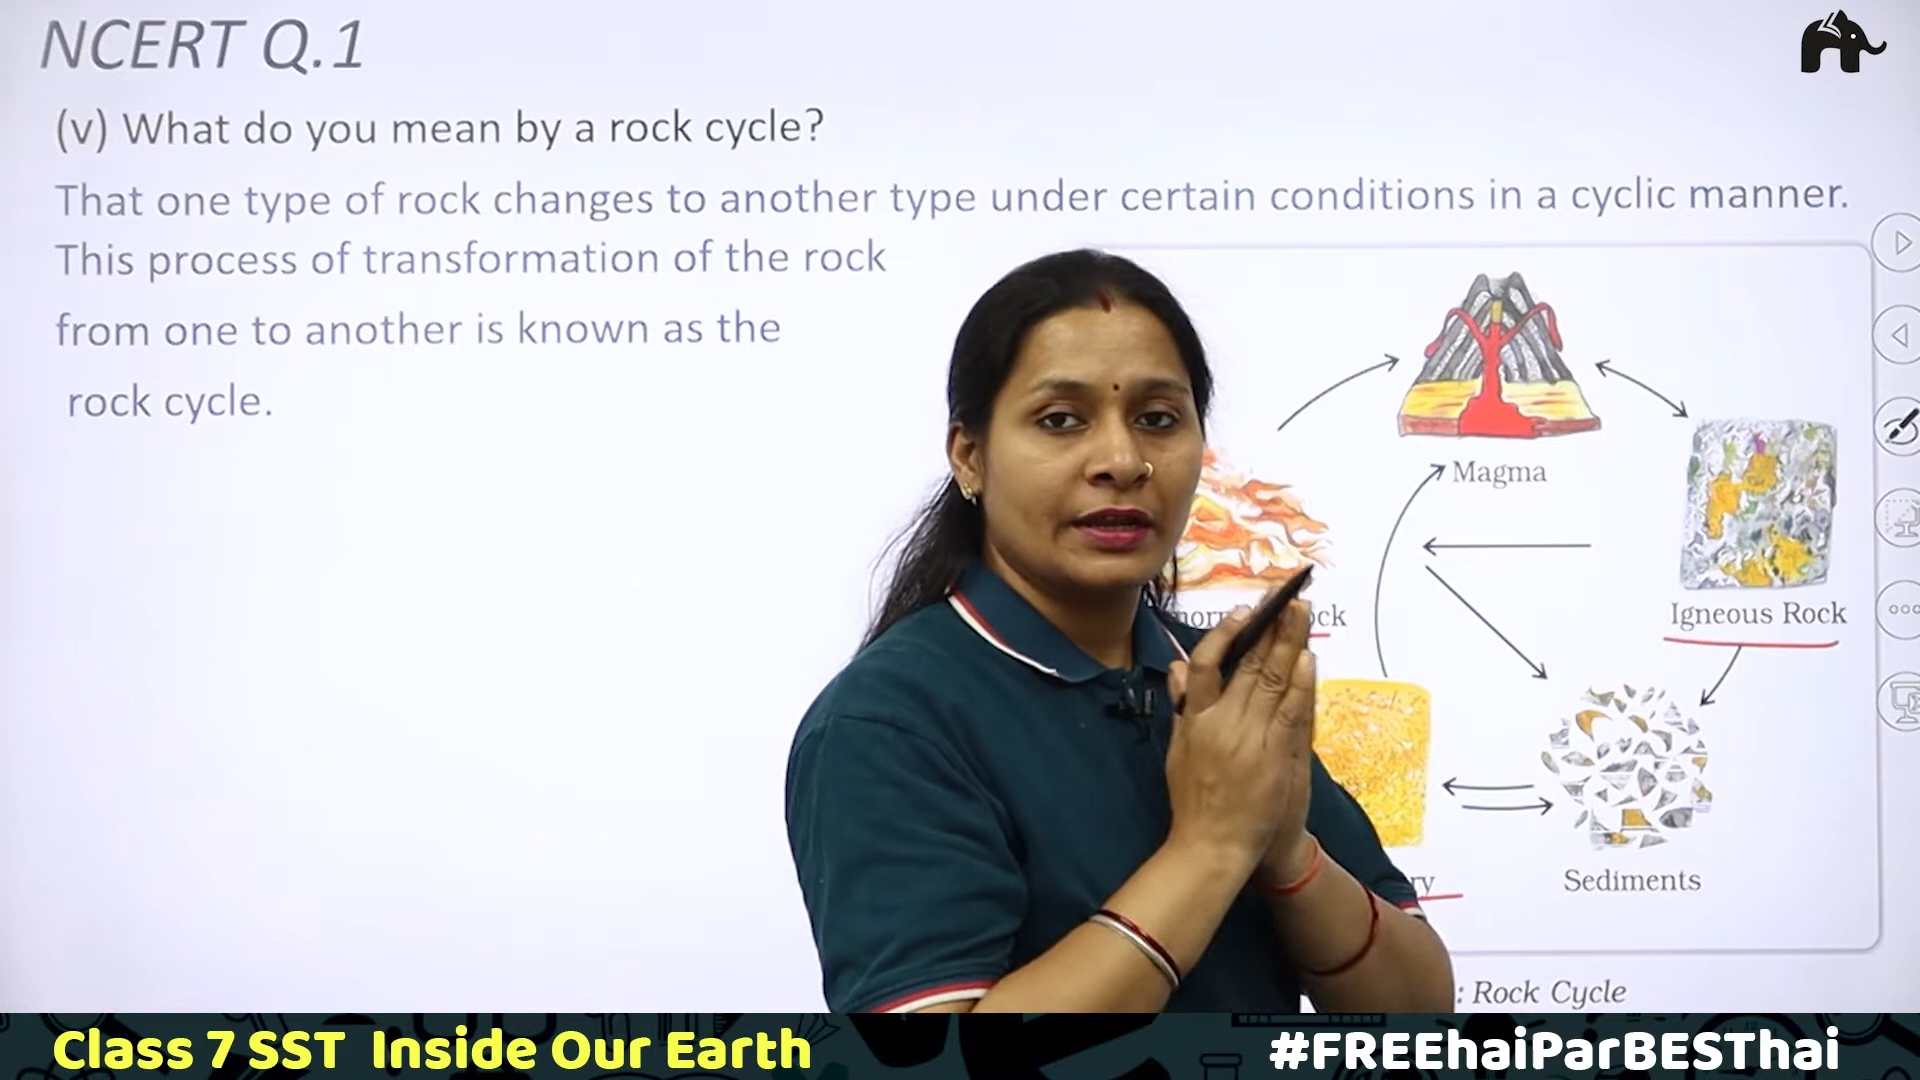 NCERT Q.1
(v) What do you mean by a rock cycle?
That one type of rock changes to another type under certain conditions in a cyclic manner.
This process of transformation of the rock
from one to another is known as the
rock cycle.
Magma
Igneous Rock
Sediments
: Rock Cycle
Class 7 SST Inside Our Earth
#FREEhaiParBESThai